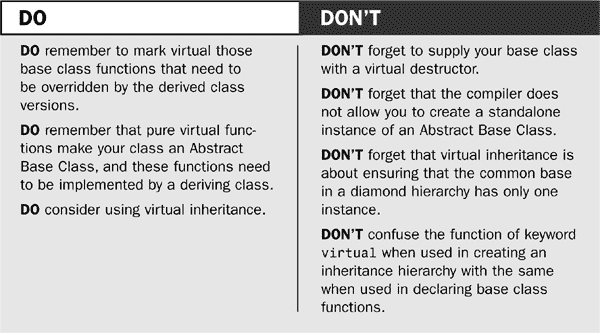 DO
DO remember to mark virtual those
base class functions that need to
be overridden by the derived class
versions.
DO remember that pure virtual func-
tions make your class an Abstract
Base Class, and these functions need
to be implemented by a deriving class.
DO consider using virtual inheritance.
DON'T
DON'T forget to supply your base class
with a virtual destructor.
DON'T forget that the compiler does
not allow you to create a standalone
instance of an Abstract Base Class.
DON'T forget that virtual inheritance is
about ensuring that the common base
in a diamond hierarchy has only one
instance.
DON'T confuse the function of keyword
virtual when used in creating an
inheritance hierarchy with the same
when used in declaring base class
functions.